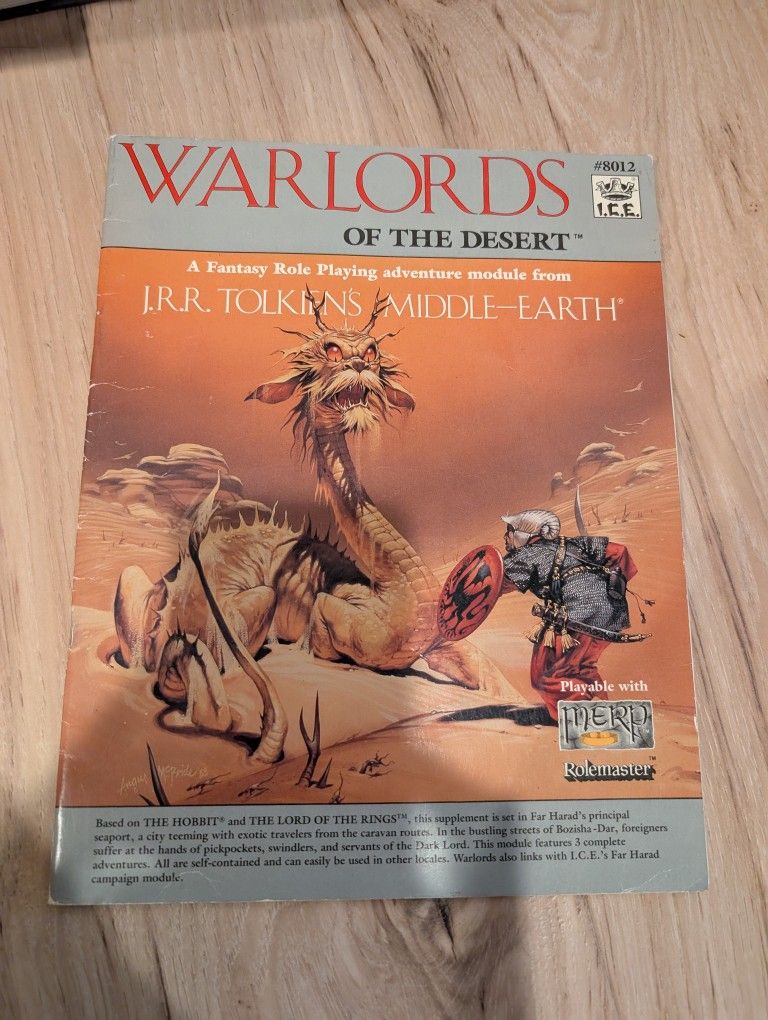 WARLORDS
#8012
I.C.E.
OF THE DESERT™
A Fantasy Role Playing adventure module from
J.R.R. TOLKIEN'S MIDDLE–EARTH®
Playable with
MERP
Rolemaster™
Angus McBride
Based on THE HOBBIT® and THE LORD OF THE RINGS™, this supplement is set in Far Harad's principal
seaport, a city teeming with exotic travelers from the caravan routes. In the bustling streets of Bozisha-Dar, foreigners
suffer at the hands of pickpockets, swindlers, and servants of the Dark Lord. This module features 3 complete
adventures. All are self-contained and can easily be used in other locales. Warlords also links with I.C.E.'s Far Harad
campaign module.